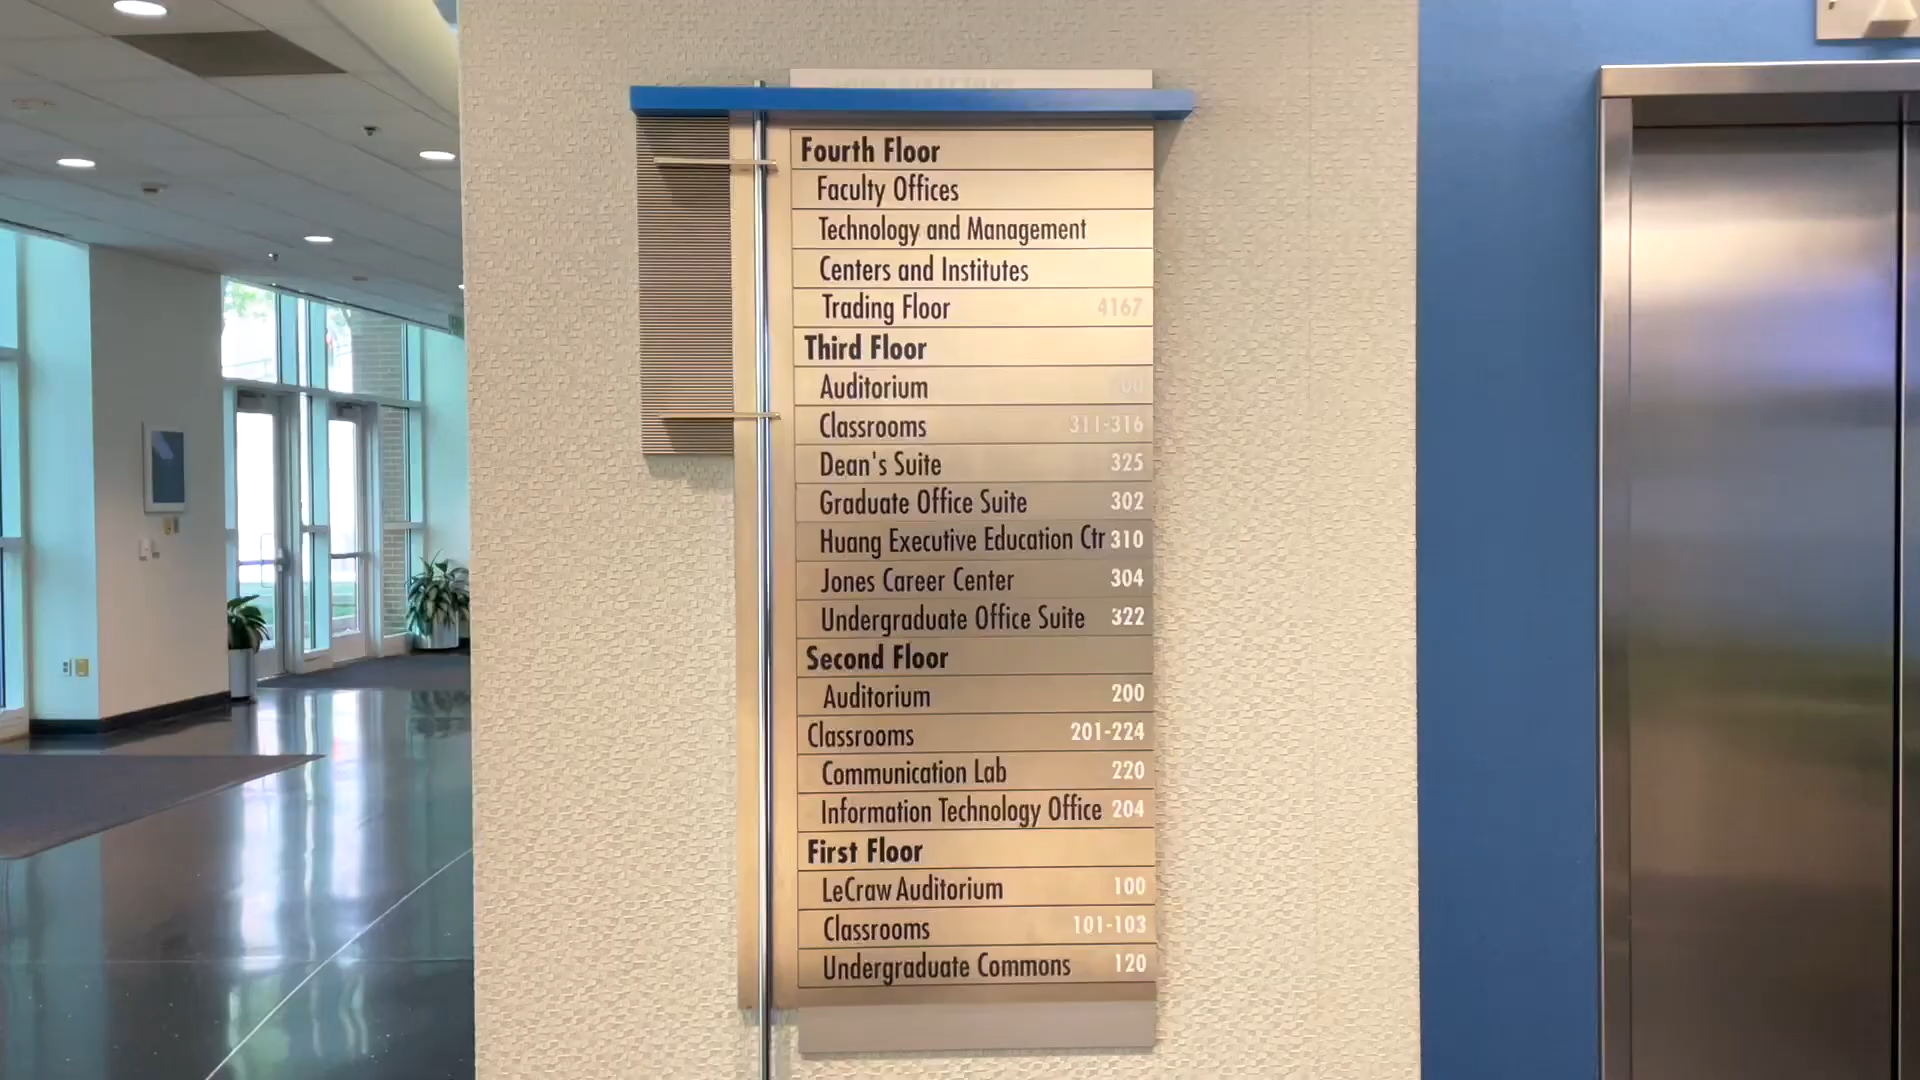 Fourth Floor
Faculty Offices
Technology and Management
Centers and Institutes
Trading Floor 4167
Third Floor
Auditorium
Classrooms 311-316
Dean's Suite 325
Graduate Office Suite 302
Huang Executive Education Ctr 310
Jones Career Center 304
Undergraduate Office Suite 322
Second Floor
Auditorium 200
Classrooms 201-224
Communication Lab 220
Information Technology Office 204
First Floor
LeCraw Auditorium 100
Classrooms 101-103
Undergraduate Commons 120